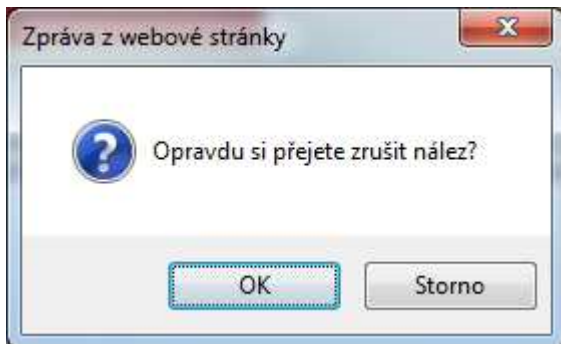 Zpráva z webové stránky
Opravdu si přejete zrušit nález?
OK
Storno